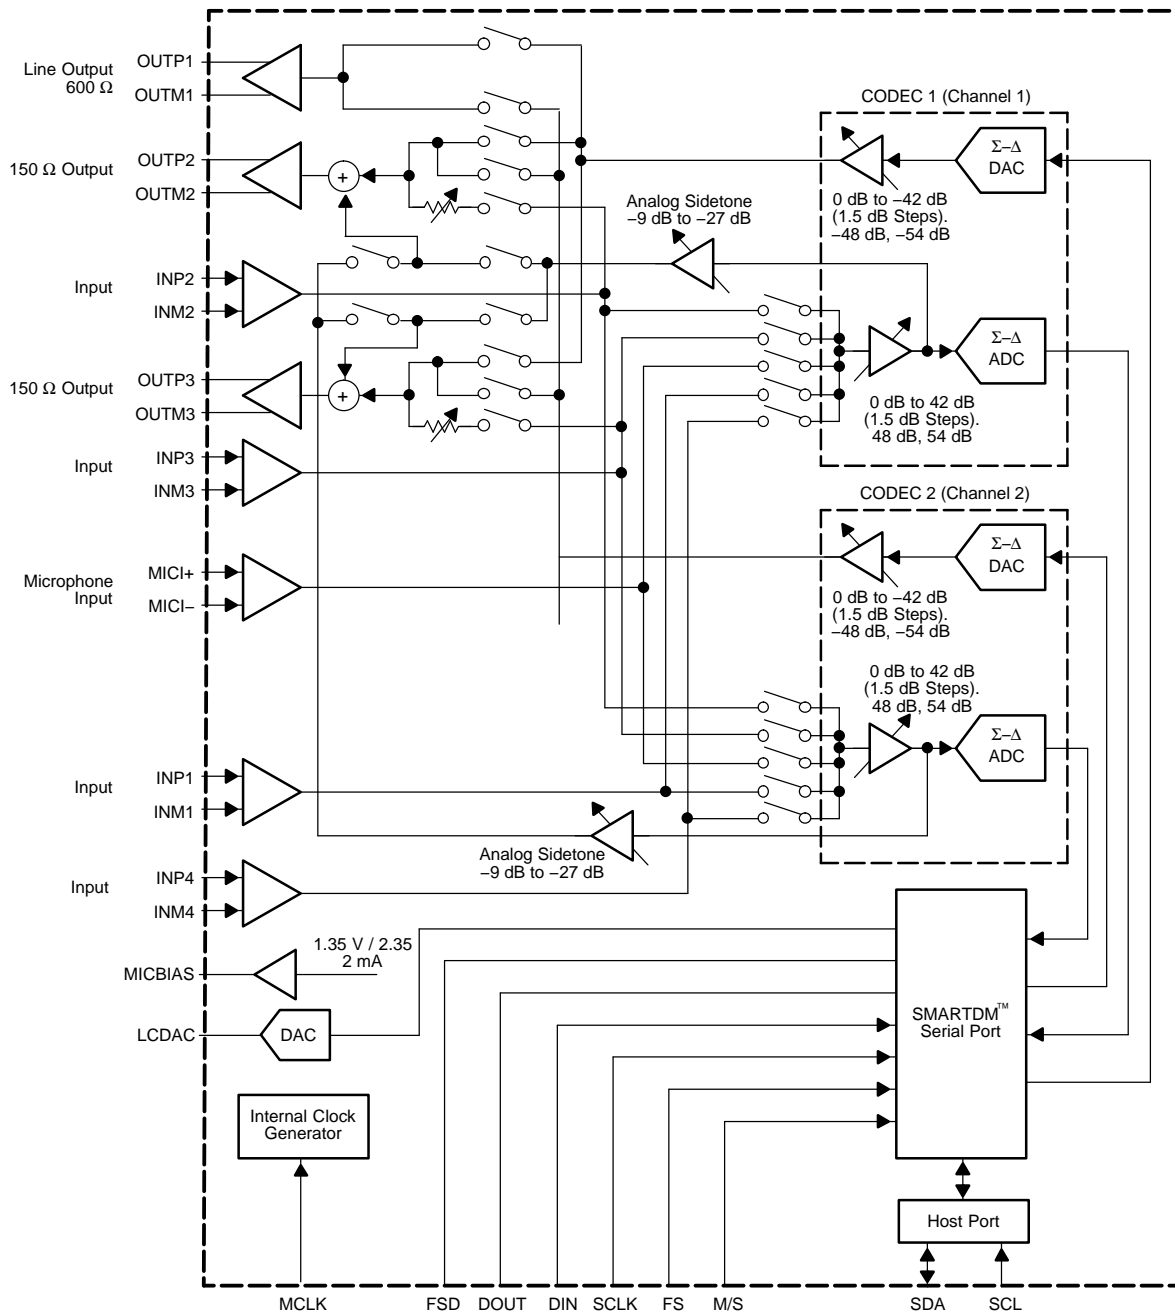 Line Output
600 Ω
OUTP1
OUTM1
CODEC 1 (Channel 1)
Σ–Δ
DAC
0 dB to –42 dB
(1.5 dB Steps).
–48 dB, –54 dB
150 Ω Output
OUTP2
OUTM2
+
Analog Sidetone
–9 dB to –27 dB
Input
INP2
INM2
Σ–Δ
ADC
0 dB to 42 dB
(1.5 dB Steps).
48 dB, 54 dB
150 Ω Output
OUTP3
OUTM3
+
Input
INP3
INM3
CODEC 2 (Channel 2)
Σ–Δ
DAC
0 dB to –42 dB
(1.5 dB Steps).
–48 dB, –54 dB
Microphone
Input
MICI+
MICI–
0 dB to 42 dB
(1.5 dB Steps).
48 dB, 54 dB
Σ–Δ
ADC
Input
INP1
INM1
Analog Sidetone
–9 dB to –27 dB
Input
INP4
INM4
1.35 V / 2.35
2 mA
MICBIAS
LCDAC
DAC
SMARTDM™
Serial Port
Internal Clock
Generator
Host Port
MCLK
FSD
DOUT
DIN
SCLK
FS
M/S
SDA
SCL